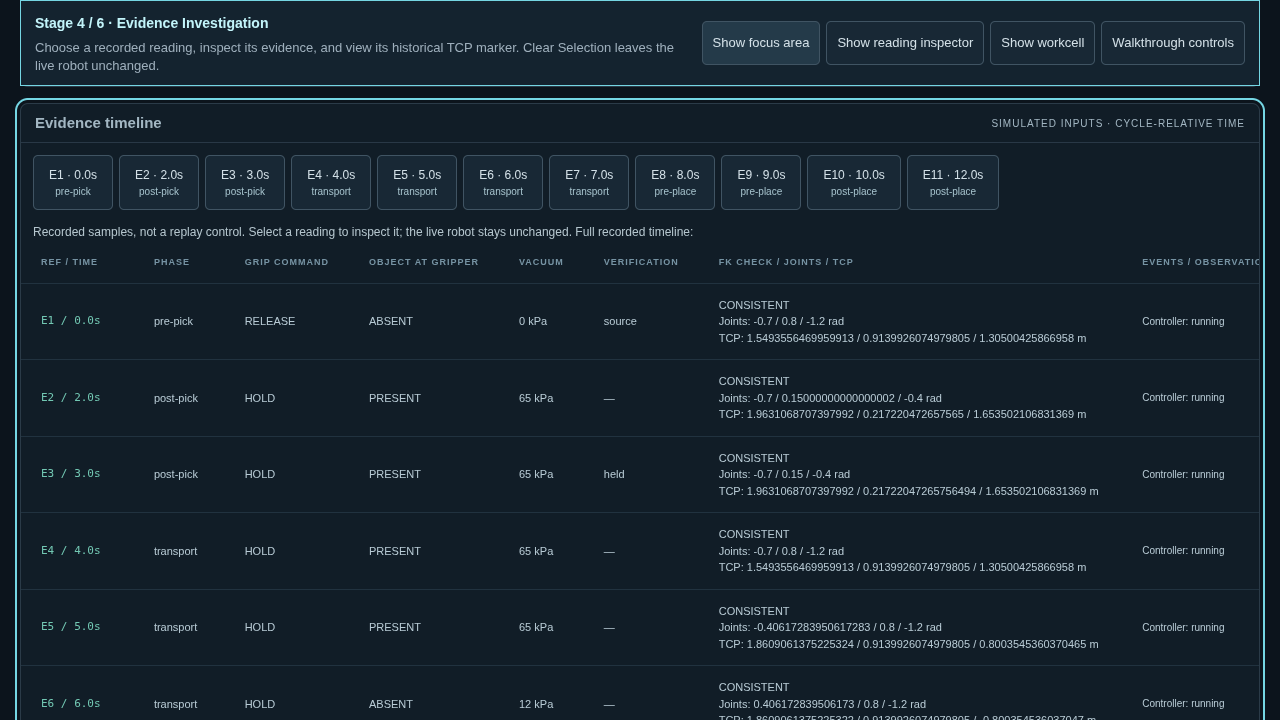 Stage 4 / 6 · Evidence Investigation
Choose a recorded reading, inspect its evidence, and view its historical TCP marker. Clear Selection leaves the
live robot unchanged.
Show focus area
Show reading inspector
Show workcell
Walkthrough controls
Evidence timeline
SIMULATED INPUTS · CYCLE-RELATIVE TIME
E1 · 0.0s
pre-pick
E2 · 2.0s
post-pick
E3 · 3.0s
post-pick
E4 · 4.0s
transport
E5 · 5.0s
transport
E6 · 6.0s
transport
E7 · 7.0s
transport
E8 · 8.0s
pre-place
E9 · 9.0s
pre-place
E10 · 10.0s
post-place
E11 · 12.0s
post-place
Recorded samples, not a replay control. Select a reading to inspect it; the live robot stays unchanged. Full recorded timeline:
REF / TIME PHASE GRIP COMMAND OBJECT AT GRIPPER VACUUM VERIFICATION FK CHECK / JOINTS / TCP EVENTS /
E1 / 0.0s pre-pick RELEASE ABSENT 0 kPa source
CONSISTENT
Joints: -0.7 / 0.8 / -1.2 rad
TCP: 1.5493556469959913 / 0.9139926074979805 / 1.30500425866958 m
Controller: running
E2 / 2.0s post-pick HOLD PRESENT 65 kPa —
CONSISTENT
Joints: -0.7 / 0.15000000000000002 / -0.4 rad
TCP: 1.9631068707397992 / 0.217220472657565 / 1.653502106831369 m
Controller: running
E3 / 3.0s post-pick HOLD PRESENT 65 kPa held
CONSISTENT
Joints: -0.7 / 0.15 / -0.4 rad
TCP: 1.9631068707397992 / 0.21722047265756494 / 1.653502106831369 m
Controller: running
E4 / 4.0s transport HOLD PRESENT 65 kPa —
CONSISTENT
Joints: -0.7 / 0.8 / -1.2 rad
TCP: 1.5493556469959913 / 0.9139926074979805 / 1.30500425866958 m
Controller: running
E5 / 5.0s transport HOLD PRESENT 65 kPa —
CONSISTENT
Joints: -0.40617283950617283 / 0.8 / -1.2 rad
TCP: 1.8609061375225324 / 0.9139926074979805 / 0.8003545360370465 m
Controller: running
E6 / 6.0s transport HOLD ABSENT 12 kPa —
CONSISTENT
Joints: 0.406172839506173 / 0.8 / -1.2 rad
Controller: running